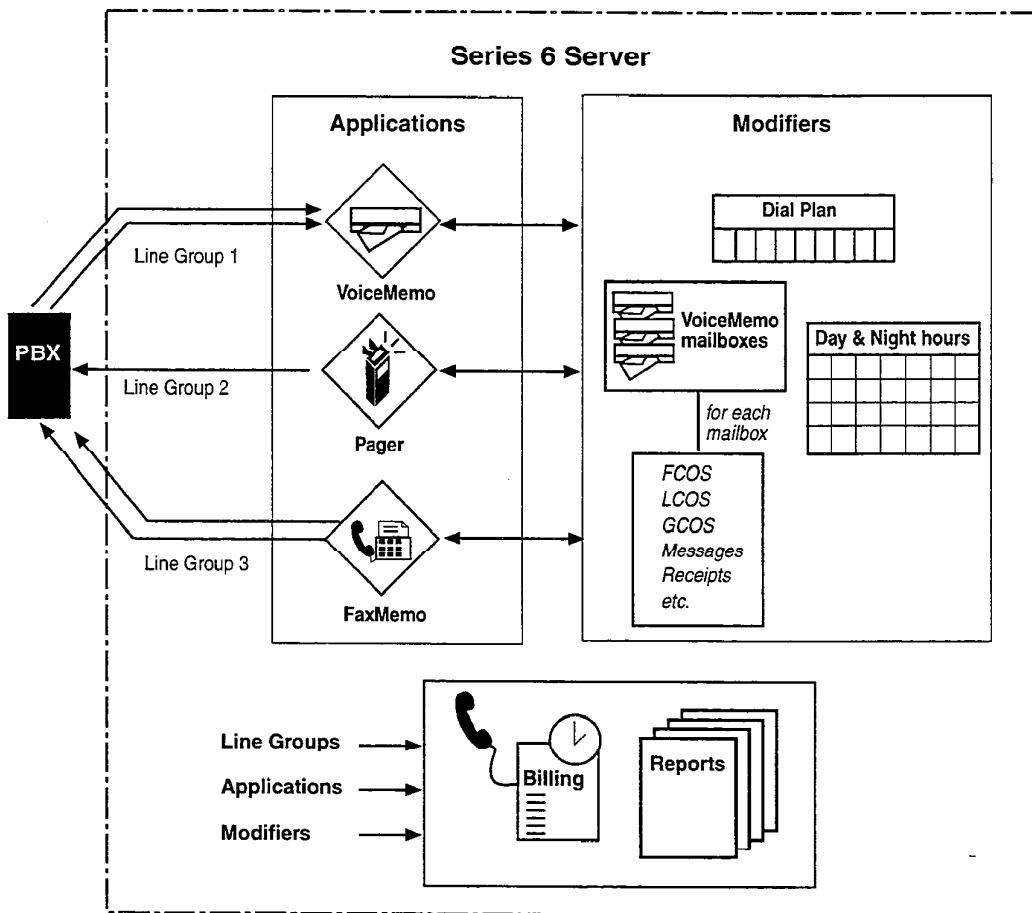 Series 6 Server
Applications
Modifiers
Line Group 1
VoiceMemo
Dial Plan
PBX
Line Group 2
Pager
VoiceMemo
mailboxes
Day & Night hours
for each
mailbox
FCOS
LCOS
GCOS
Messages
Receipts
etc.
Line Group 3
FaxMemo
Line Groups
Applications
Modifiers
Billing
Reports